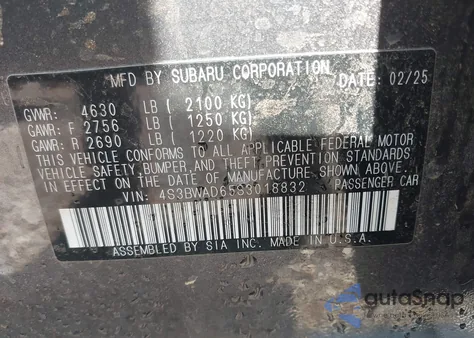 MFD BY SUBARU CORPORATION DATE: 02/25
GVWR: 4630 LB ( 2100 KG)
GAWR: F 2756 LB ( 1250 KG)
GAWR: R 2690 LB ( 1220 KG)
THIS VEHICLE CONFORMS TO ALL APPLICABLE FEDERAL MOTOR
VEHICLE SAFETY, BUMPER, AND THEFT PREVENTION STANDARDS
IN EFFECT ON THE DATE OF MANUFACTURE SHOWN ABOVE.
VIN: 4S3BWAD65S3018832 PASSENGER CAR
ASSEMBLED BY SIA INC. MADE IN U.S.A.
autoSnap